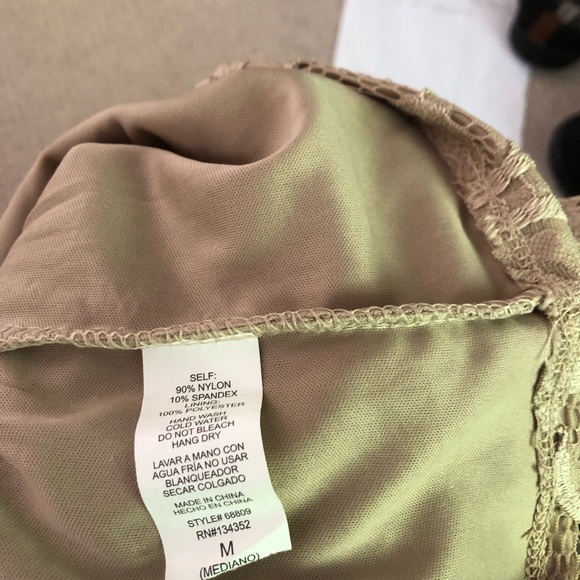 SELF:
90% NYLON
10% SPANDEX
LINING:
100% POLYESTER
HAND WASH
COLD WATER
DO NOT BLEACH
HANG DRY
LAVAR A MANO CON
AGUA FRÍA NO USAR
BLANQUEADOR
SECAR COLGADO
MADE IN CHINA
HECHO EN CHINA
STYLE# 68809
RN#134352
M
(MEDIANO)